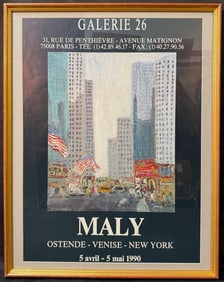 GALERIE 26
31, RUE DE PENTHIÈVRE - AVENUE MATIGNON
75008 PARIS - TÉL. (1) 42.89.46.17 - FAX: (1) 40.27.90.56
MALY
OSTENDE - VENISE - NEW YORK
5 avril - 5 mai 1990